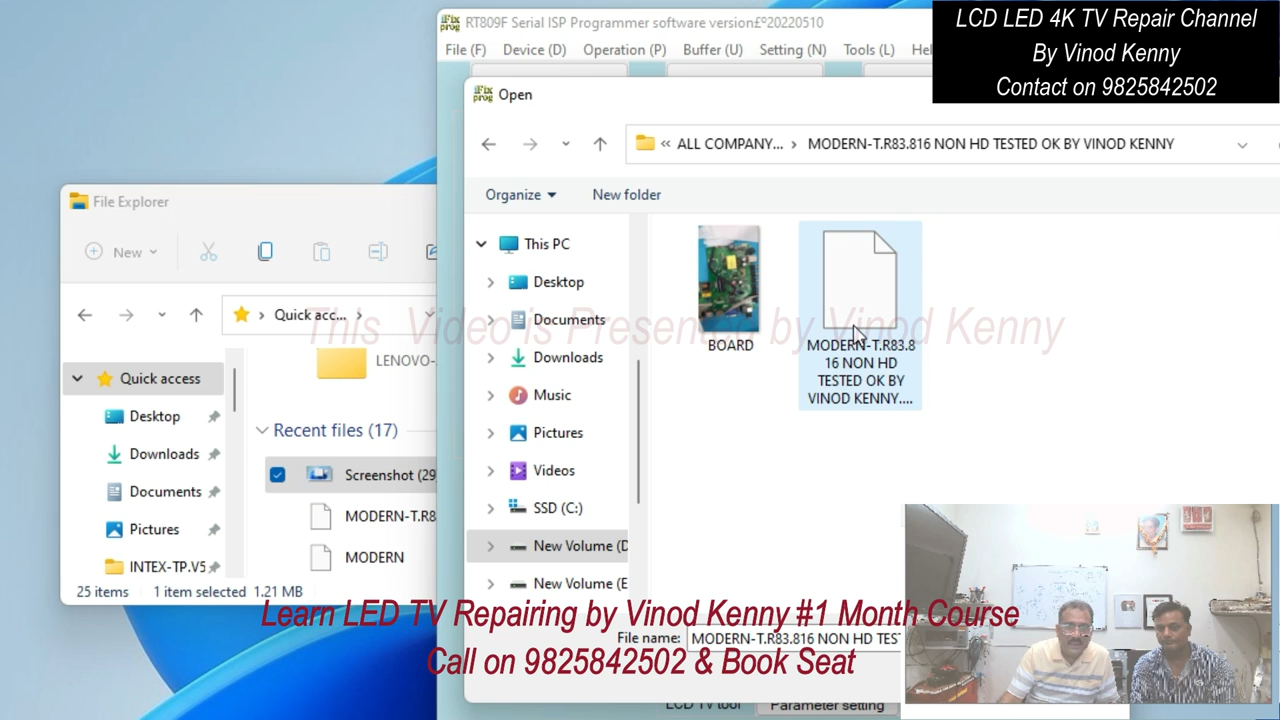 RT809F Serial ISP Programmer software version£º20220510
File (F) Device (D) Operation (P) Buffer (U) Setting (N) Tools (L)
LCD LED 4K TV Repair Channel
By Vinod Kenny
Contact on 9825842502
Open
ALL COMPANY... › MODERN-T.R83.816 NON HD TESTED OK BY VINOD KENNY
Organize
New folder
File Explorer
New
Quick acc...
Quick access
Desktop
Downloads
Documents
Pictures
INTEX-TP.V5
LENOVO-
Recent files (17)
Screenshot (29
MODERN-T.R8
MODERN
25 items
1 item selected 1.21 MB
This PC
Desktop
Documents
Downloads
Music
Pictures
Videos
SSD (C:)
New Volume (D
New Volume (E
BOARD
MODERN-T.R83.8
16 NON HD
TESTED OK BY
VINOD KENNY....
This Video is Presented by Vinod Kenny
Learn LED TV Repairing by Vinod Kenny #1 Month Course
File name: MODERN-T.R83.816 NON HD TES
Call on 9825842502 & Book Seat
LCD TV tool
Parameter setting